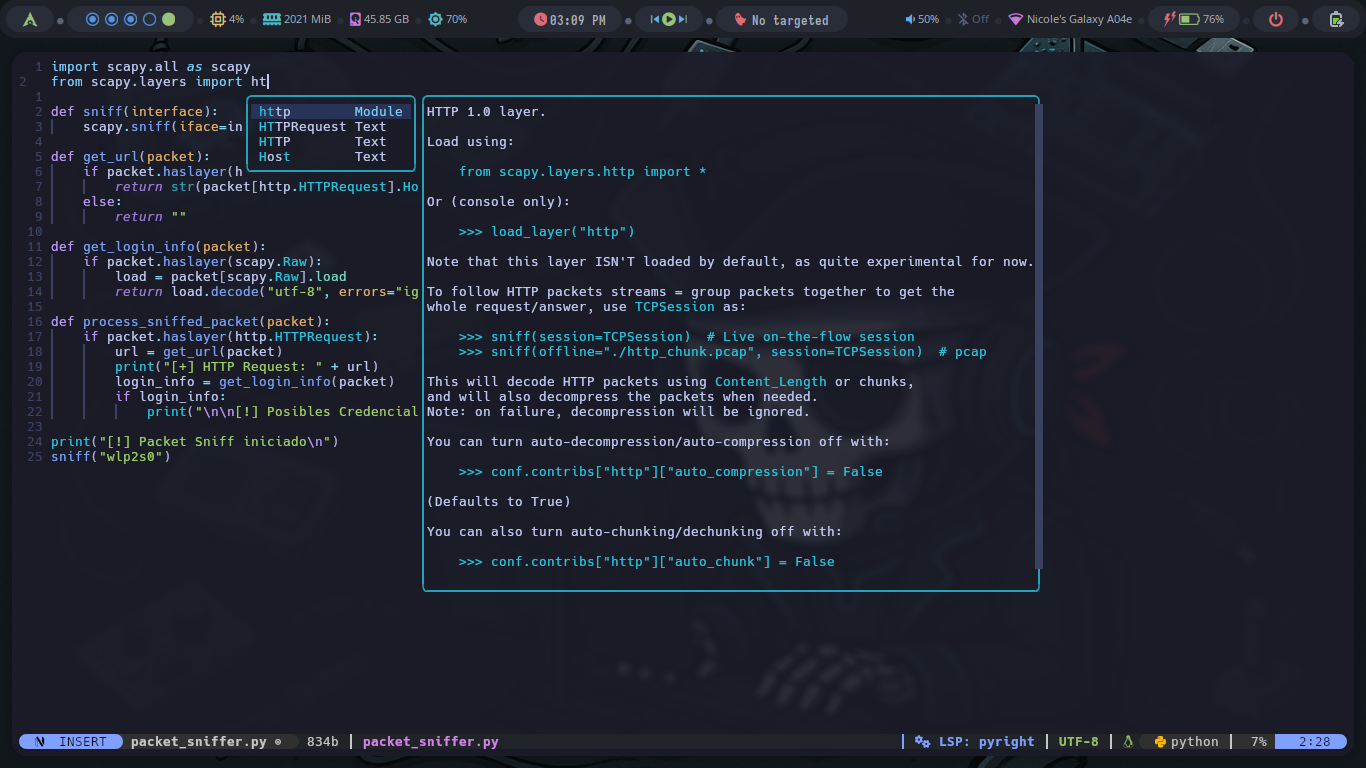 4% 2021 MiB 45.85 GB 70% 03:09 PM No targeted 50% Off Nicole's Galaxy A04e 76%
1 import scapy.all as scapy
2 from scapy.layers import ht
1
2 def sniff(interface):
3 scapy.sniff(iface=in
4
5 def get_url(packet):
6 if packet.haslayer(h
7 return str(packet[http.HTTPRequest].Ho
8 else:
9 return ""
10
11 def get_login_info(packet):
12 if packet.haslayer(scapy.Raw):
13 load = packet[scapy.Raw].load
14 return load.decode("utf-8", errors="ig
15
16 def process_sniffed_packet(packet):
17 if packet.haslayer(http.HTTPRequest):
18 url = get_url(packet)
19 print("[+] HTTP Request: " + url)
20 login_info = get_login_info(packet)
21 if login_info:
22 print("\n\n[!] Posibles Credencial
23
24 print("[!] Packet Sniff iniciado\n")
25 sniff("wlp2s0")
http Module
HTTPRequest Text
HTTP Text
Host Text
HTTP 1.0 layer.
Load using:
from scapy.layers.http import *
Or (console only):
>>> load_layer("http")
Note that this layer ISN'T loaded by default, as quite experimental for now.
To follow HTTP packets streams = group packets together to get the
whole request/answer, use TCPSession as:
>>> sniff(session=TCPSession)  # Live on-the-flow session
>>> sniff(offline="./http_chunk.pcap", session=TCPSession)  # pcap
This will decode HTTP packets using Content_Length or chunks,
and will also decompress the packets when needed.
Note: on failure, decompression will be ignored.
You can turn auto-decompression/auto-compression off with:
>>> conf.contribs["http"]["auto_compression"] = False
(Defaults to True)
You can also turn auto-chunking/dechunking off with:
>>> conf.contribs["http"]["auto_chunk"] = False
INSERT packet_sniffer.py 834b | packet_sniffer.py LSP: pyright | UTF-8 | python | 7% 2:28